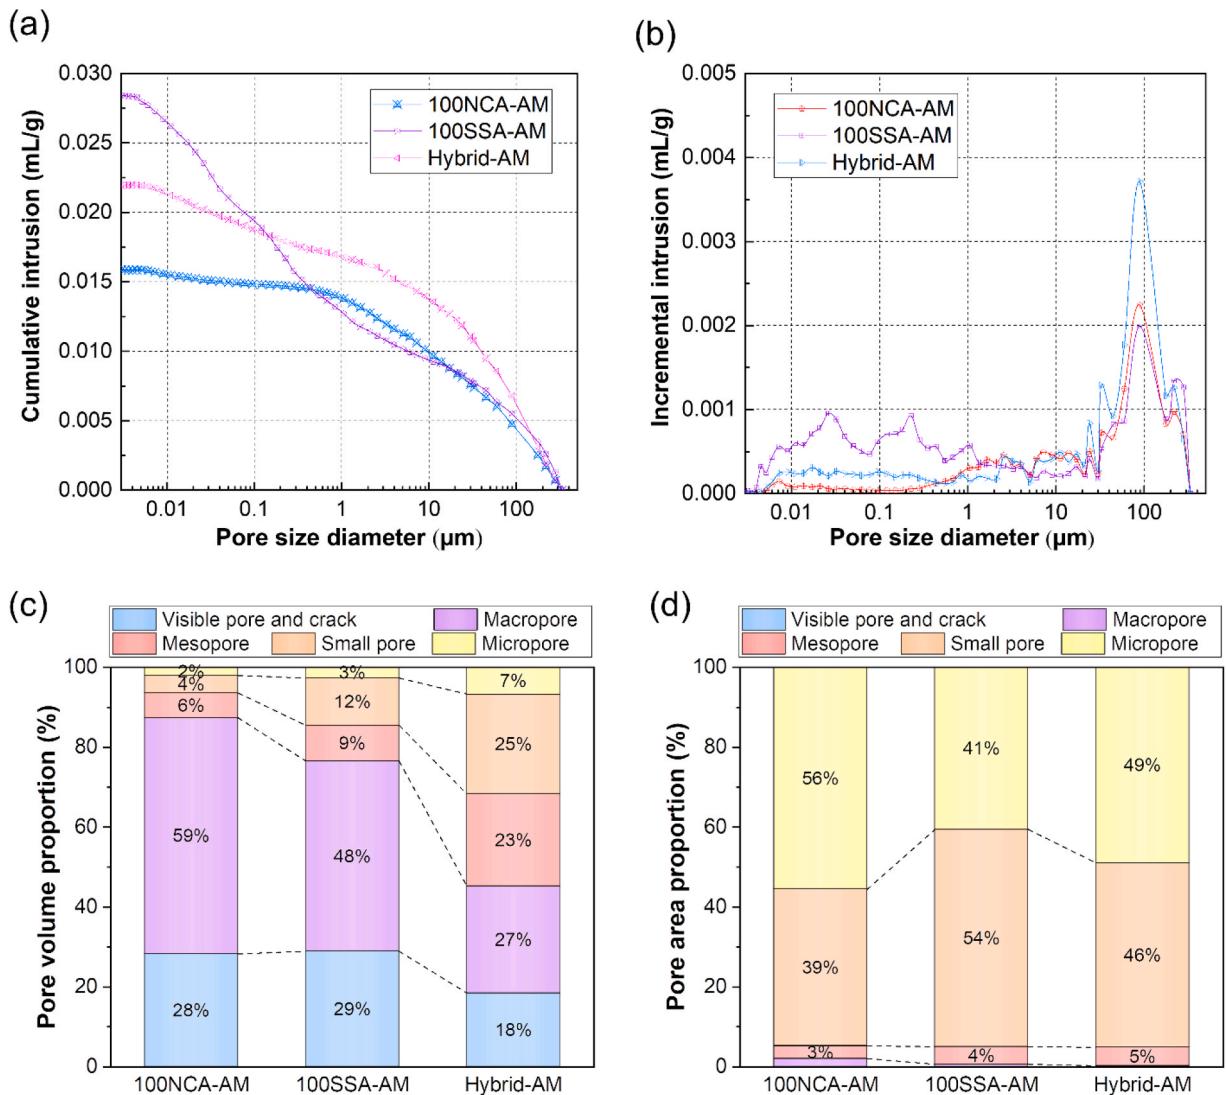 (a)
0.030
0.025
0.020
0.015
0.010
0.005
0.000
Cumulative intrusion (mL/g)
100NCA-AM
100SSA-AM
Hybrid-AM
0.01
0.1
1
10
100
Pore size diameter (μm)
(b)
0.005
0.004
0.003
0.002
0.001
0.000
Incremental intrusion (mL/g)
100NCA-AM
100SSA-AM
Hybrid-AM
0.01
0.1
1
10
100
Pore size diameter (μm)
(c)
Visible pore and crack
Macropore
Mesopore
Small pore
Micropore
100
80
60
40
20
0
Pore volume proportion (%)
2%
4%
6%
59%
28%
3%
12%
9%
48%
29%
7%
25%
23%
27%
18%
100NCA-AM
100SSA-AM
Hybrid-AM
(d)
Visible pore and crack
Macropore
Mesopore
Small pore
Micropore
100
80
60
40
20
0
Pore area proportion (%)
56%
39%
3%
41%
54%
4%
49%
46%
5%
100NCA-AM
100SSA-AM
Hybrid-AM